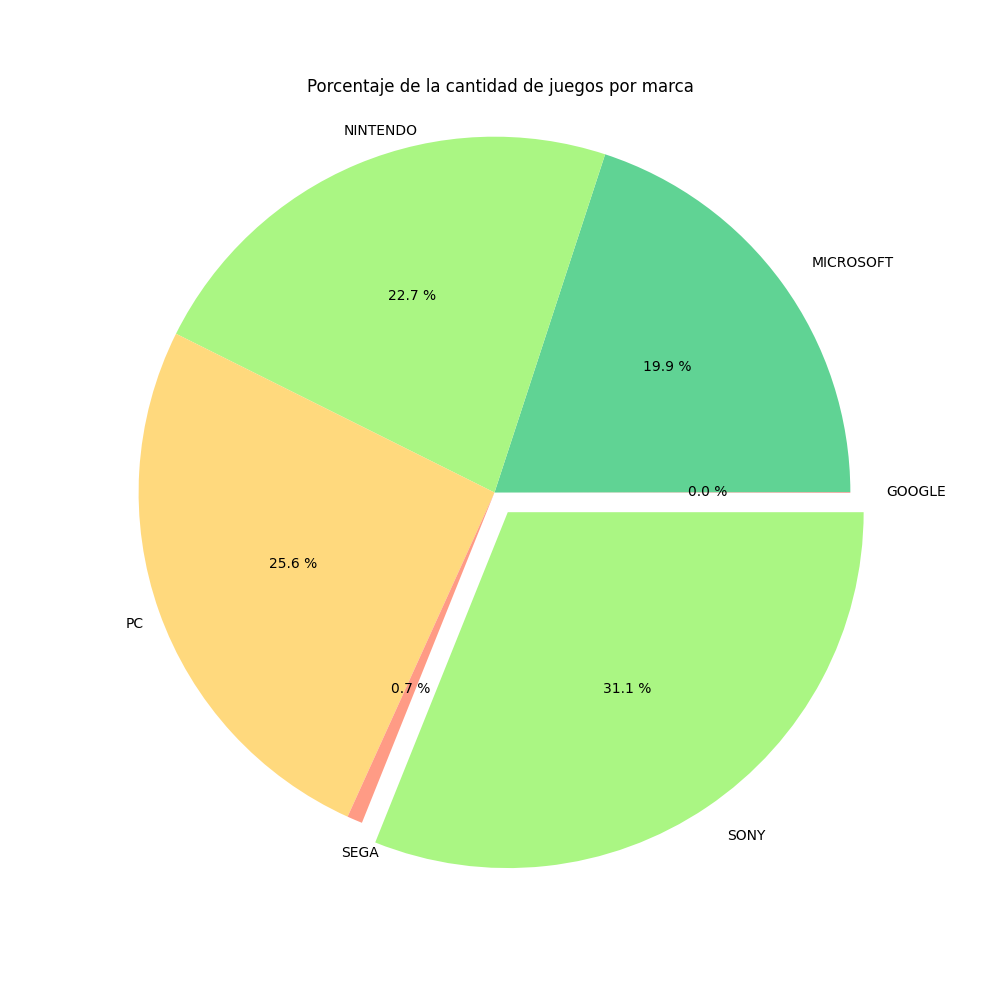 Porcentaje de la cantidad de juegos por marca
NINTENDO
MICROSOFT
22.7 %
19.9 %
0.0 %
GOOGLE
25.6 %
PC
0.7 %
31.1 %
SONY
SEGA